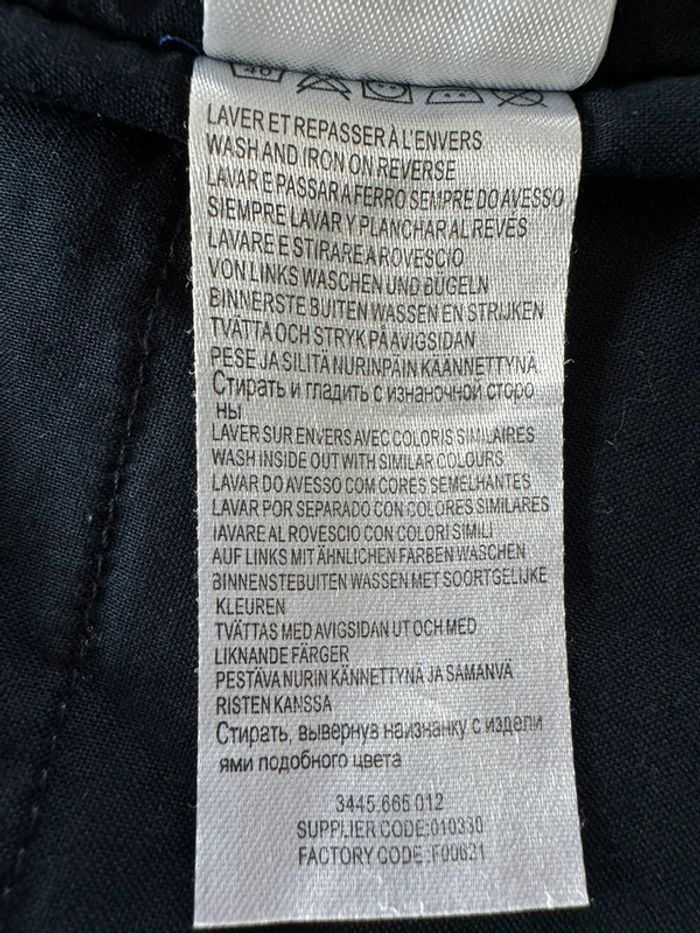 40
LAVER ET REPASSER À L'ENVERS
WASH AND IRON ON REVERSE
LAVAR E PASSAR A FERRO SEMPRE DO AVESSO
SIEMPRE LAVAR Y PLANCHAR AL REVÉS
LAVARE E STIRARE A ROVESCIO
VON LINKS WASCHEN UND BÜGELN
BINNERSTE BUITEN WASSEN EN STRIJKEN
TVÄTTA OCH STRYK PÅ AVIGSIDAN
PESE JA SILITÄ NURINPÄIN KÄÄNNETTYNÄ
Стирать и гладить с изнаночной сторо
ны
LAVER SUR ENVERS AVEC COLORIS SIMILAIRES
WASH INSIDE OUT WITH SIMILAR COLOURS
LAVAR DO AVESSO COM CORES SEMELHANTES
LAVAR POR SEPARADO CON COLORES SIMILARES
lAVARE AL ROVESCIO CON COLORI SIMILI
AUF LINKS MIT ÄHNLICHEN FARBEN WASCHEN
BINNENSTEBUITEN WASSEN MET SOORTGELIJKE
KLEUREN
TVÄTTAS MED AVIGSIDAN UT OCH MED
LIKNANDE FÄRGER
PESTÄVA NURIN KÄNNETTYNÄ JA SAMANVÄ
RISTEN KANSSA
Стирать, вывернув наизнанку с издели
ями подобного цвета
3445.665.012
SUPPLIER CODE:010330
FACTORY CODE :F00621